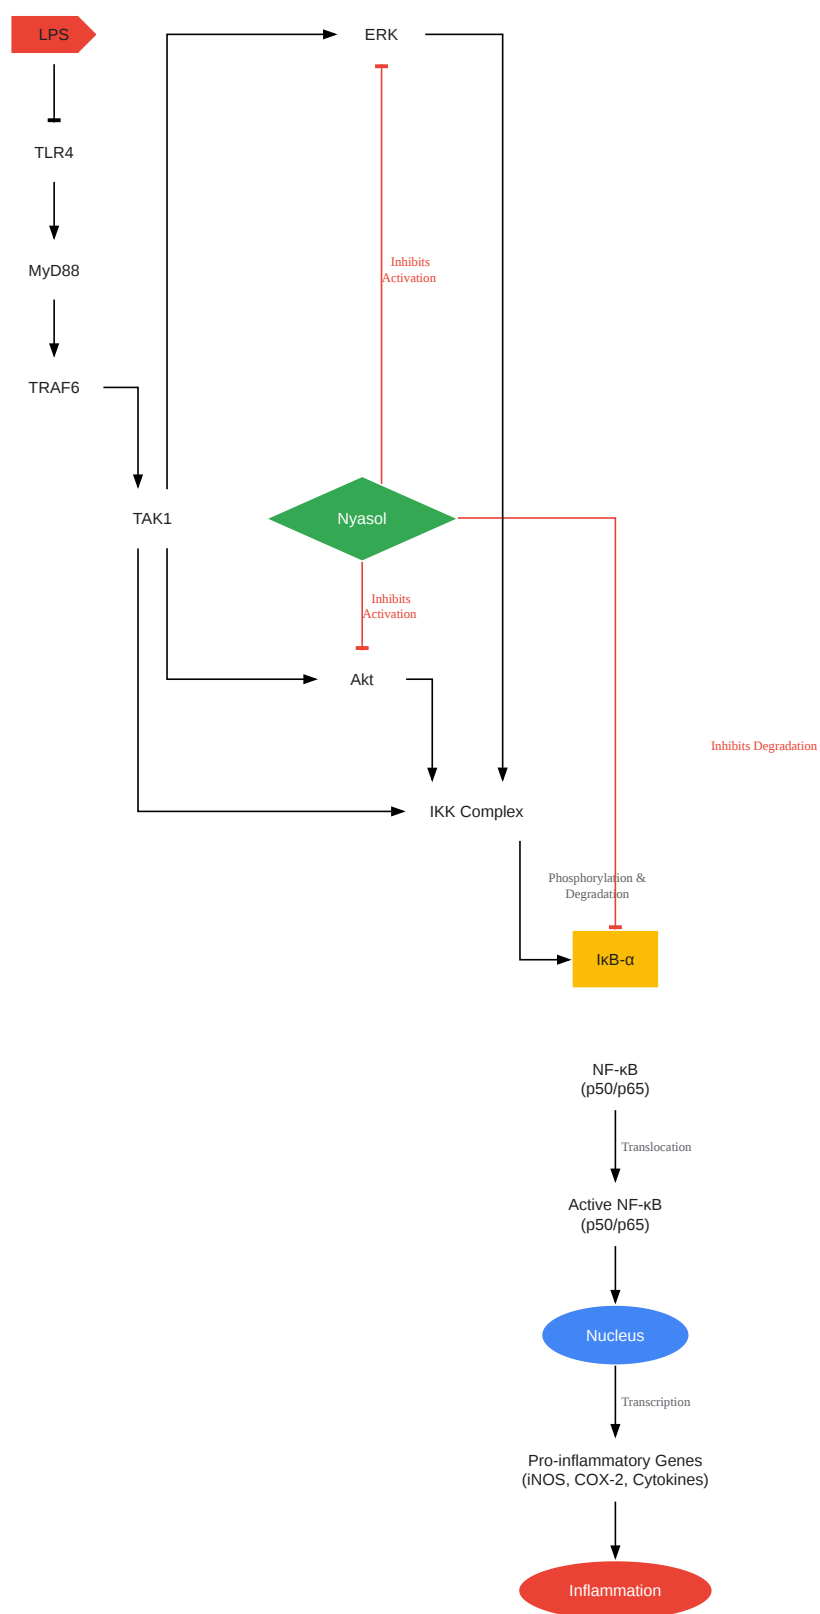 LPS
ERK
TLR4
Inhibits
Activation
MyD88
TRAF6
TAK1
Nyasol
Inhibits
Activation
Akt
Inhibits Degradation
IKK Complex
Phosphorylation &
Degradation
IκB-α
NF-κB
(p50/p65)
Translocation
Active NF-κB
(p50/p65)
Nucleus
Transcription
Pro-inflammatory Genes
(iNOS, COX-2, Cytokines)
Inflammation